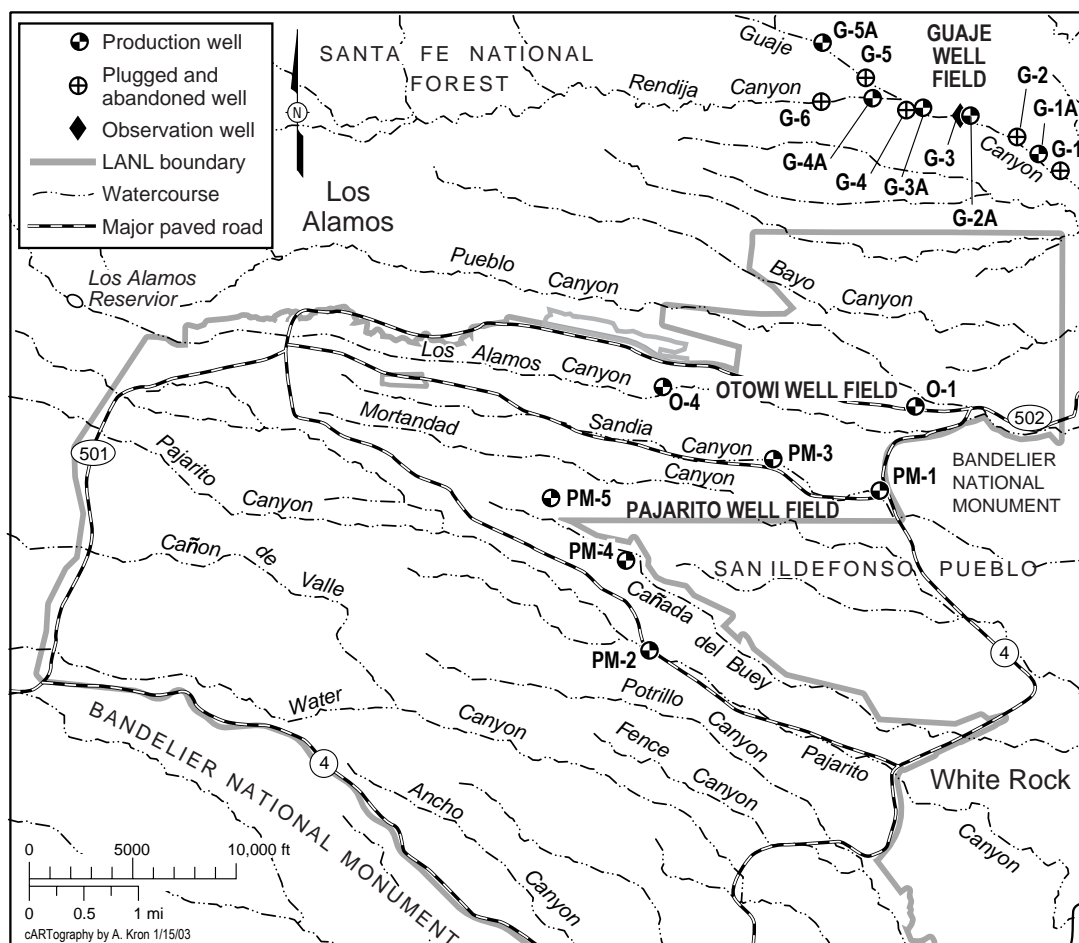 Production well
Plugged and
abandoned well
Observation well
LANL boundary
Watercourse
Major paved road
N
SANTA FE NATIONAL
FOREST
Guaje
G-5A
G-5
GUAJE
WELL
FIELD
G-2
G-1A
G-1
Rendija
Canyon
G-6
G-4A
G-4
G-3A
G-3
Canyon
G-2A
Los
Alamos
Los Alamos
Reservior
Pueblo
Canyon
Bayo
Canyon
Los Alamos
Canyon
O-4
OTOWI WELL FIELD
O-1
502
Mortandad
Sandia
Canyon
PM-3
Canyon
PM-1
BANDELIER
NATIONAL
MONUMENT
501
Pajarito
Canyon
PM-5
PAJARITO WELL FIELD
Cañon
de
Valle
PM-4
SAN ILDEFONSO PUEBLO
Cañada
del
Buey
4
PM-2
Water
Canyon
Potrillo
Canyon
Fence
Canyon
Pajarito
White Rock
Canyon
BANDELIER NATIONAL MONUMENT
4
Ancho
Canyon
0 5000 10,000 ft
0 0.5 1 mi
cARTography by A. Kron 1/15/03